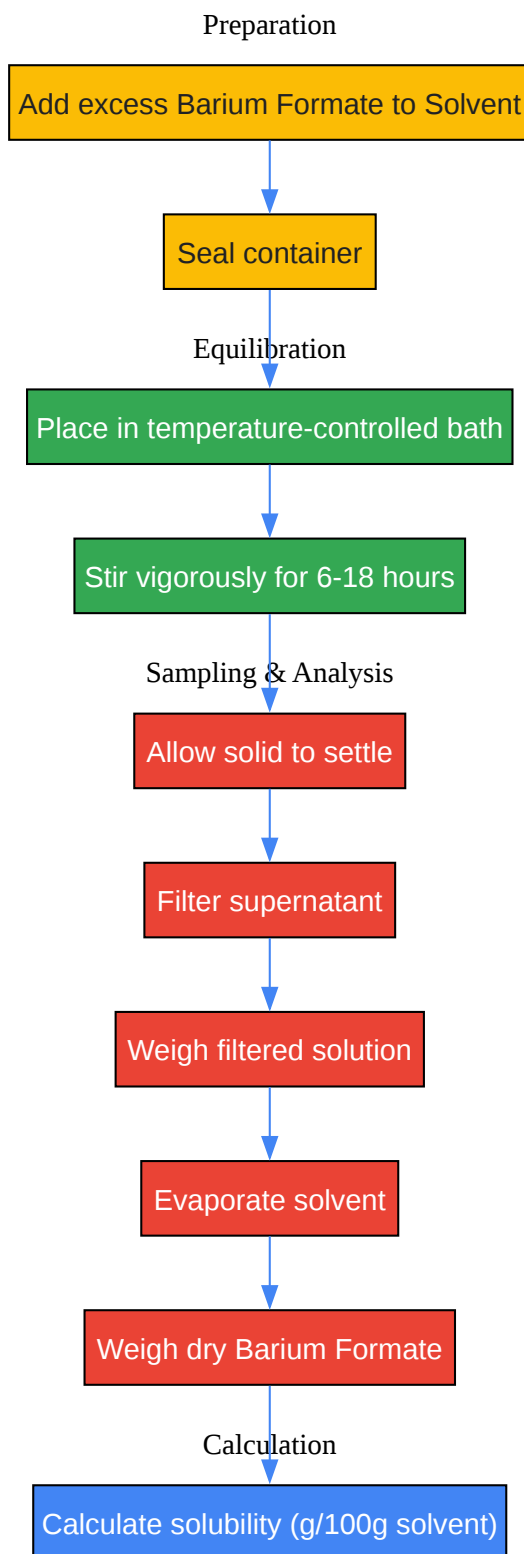 Preparation
Add excess Barium Formate to Solvent
Seal container
Equilibration
Place in temperature-controlled bath
Stir vigorously for 6-18 hours
Sampling & Analysis
Allow solid to settle
Filter supernatant
Weigh filtered solution
Evaporate solvent
Weigh dry Barium Formate
Calculation
Calculate solubility (g/100g solvent)